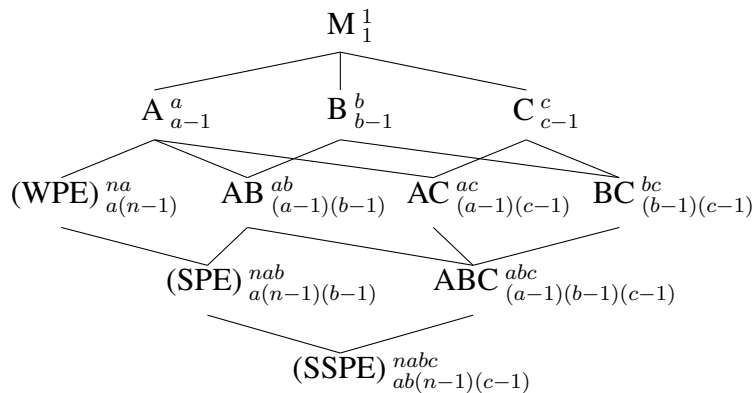 M 1 1
A a a−1 B b b−1 C c c−1
(WPE) na a(n−1) AB ab (a−1)(b−1) AC ac (a−1)(c−1) BC bc (b−1)(c−1)
(SPE) nab a(n−1)(b−1) ABC abc (a−1)(b−1)(c−1)
(SSPE) nabc ab(n−1)(c−1)